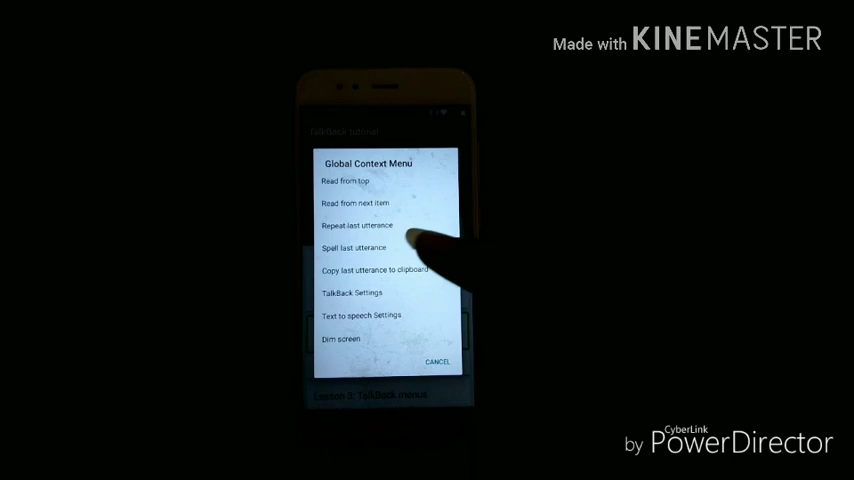 Made with KINEMASTER
TalkBack tutorial
Global Context Menu
Read from top
Read from next item
Repeat last utterance
Spell last utterance
Copy last utterance to clipboard
TalkBack Settings
Text to speech Settings
Dim screen
CANCEL
Lesson 3: TalkBack menus
CyberLink
by PowerDirector